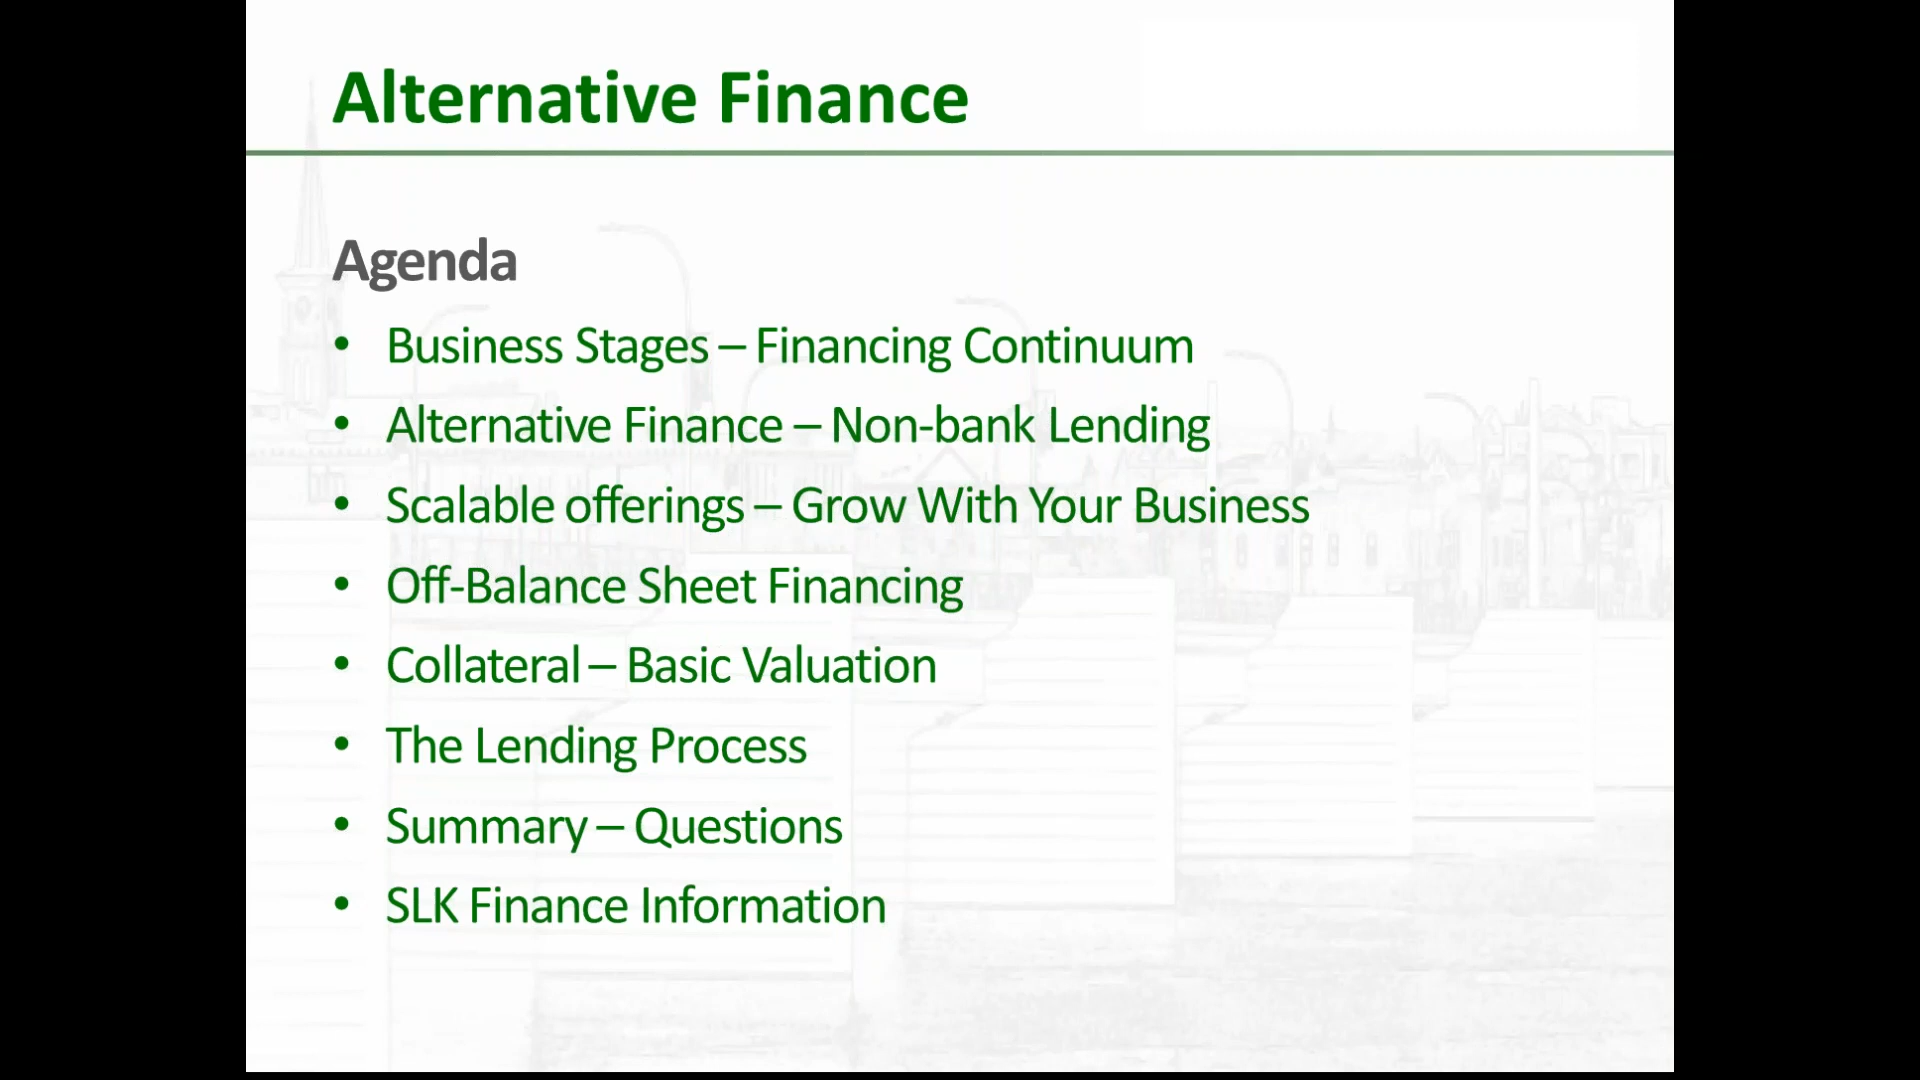 Alternative Finance
Agenda
• Business Stages – Financing Continuum
• Alternative Finance – Non-bank Lending
• Scalable offerings – Grow With Your Business
• Off-Balance Sheet Financing
• Collateral – Basic Valuation
• The Lending Process
• Summary – Questions
• SLK Finance Information